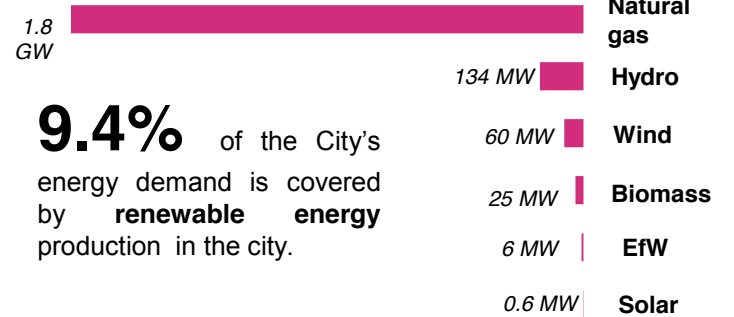 Natural
gas
1.8
GW
134 MW Hydro
9.4% of the City's
energy demand is covered
by renewable energy
production in the city.
60 MW Wind
25 MW Biomass
6 MW EfW
0.6 MW Solar